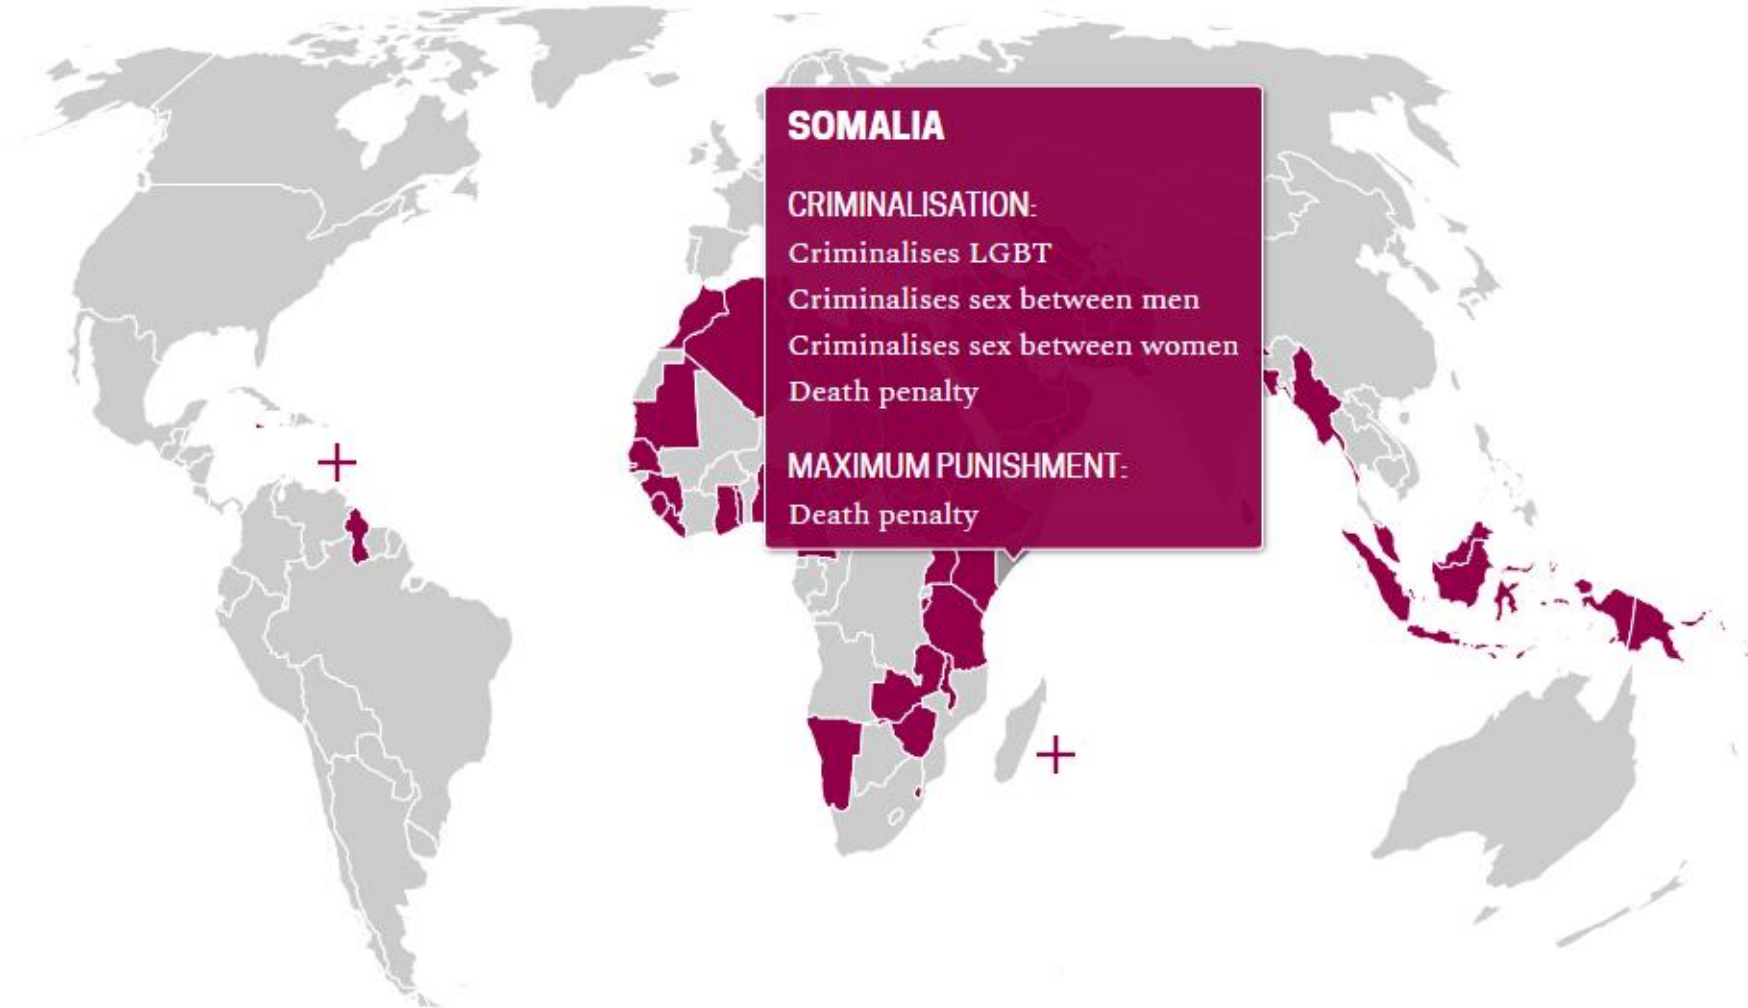 SOMALIA
CRIMINALISATION:
Criminalises LGBT
Criminalises sex between men
Criminalises sex between women
Death penalty
MAXIMUM PUNISHMENT:
Death penalty